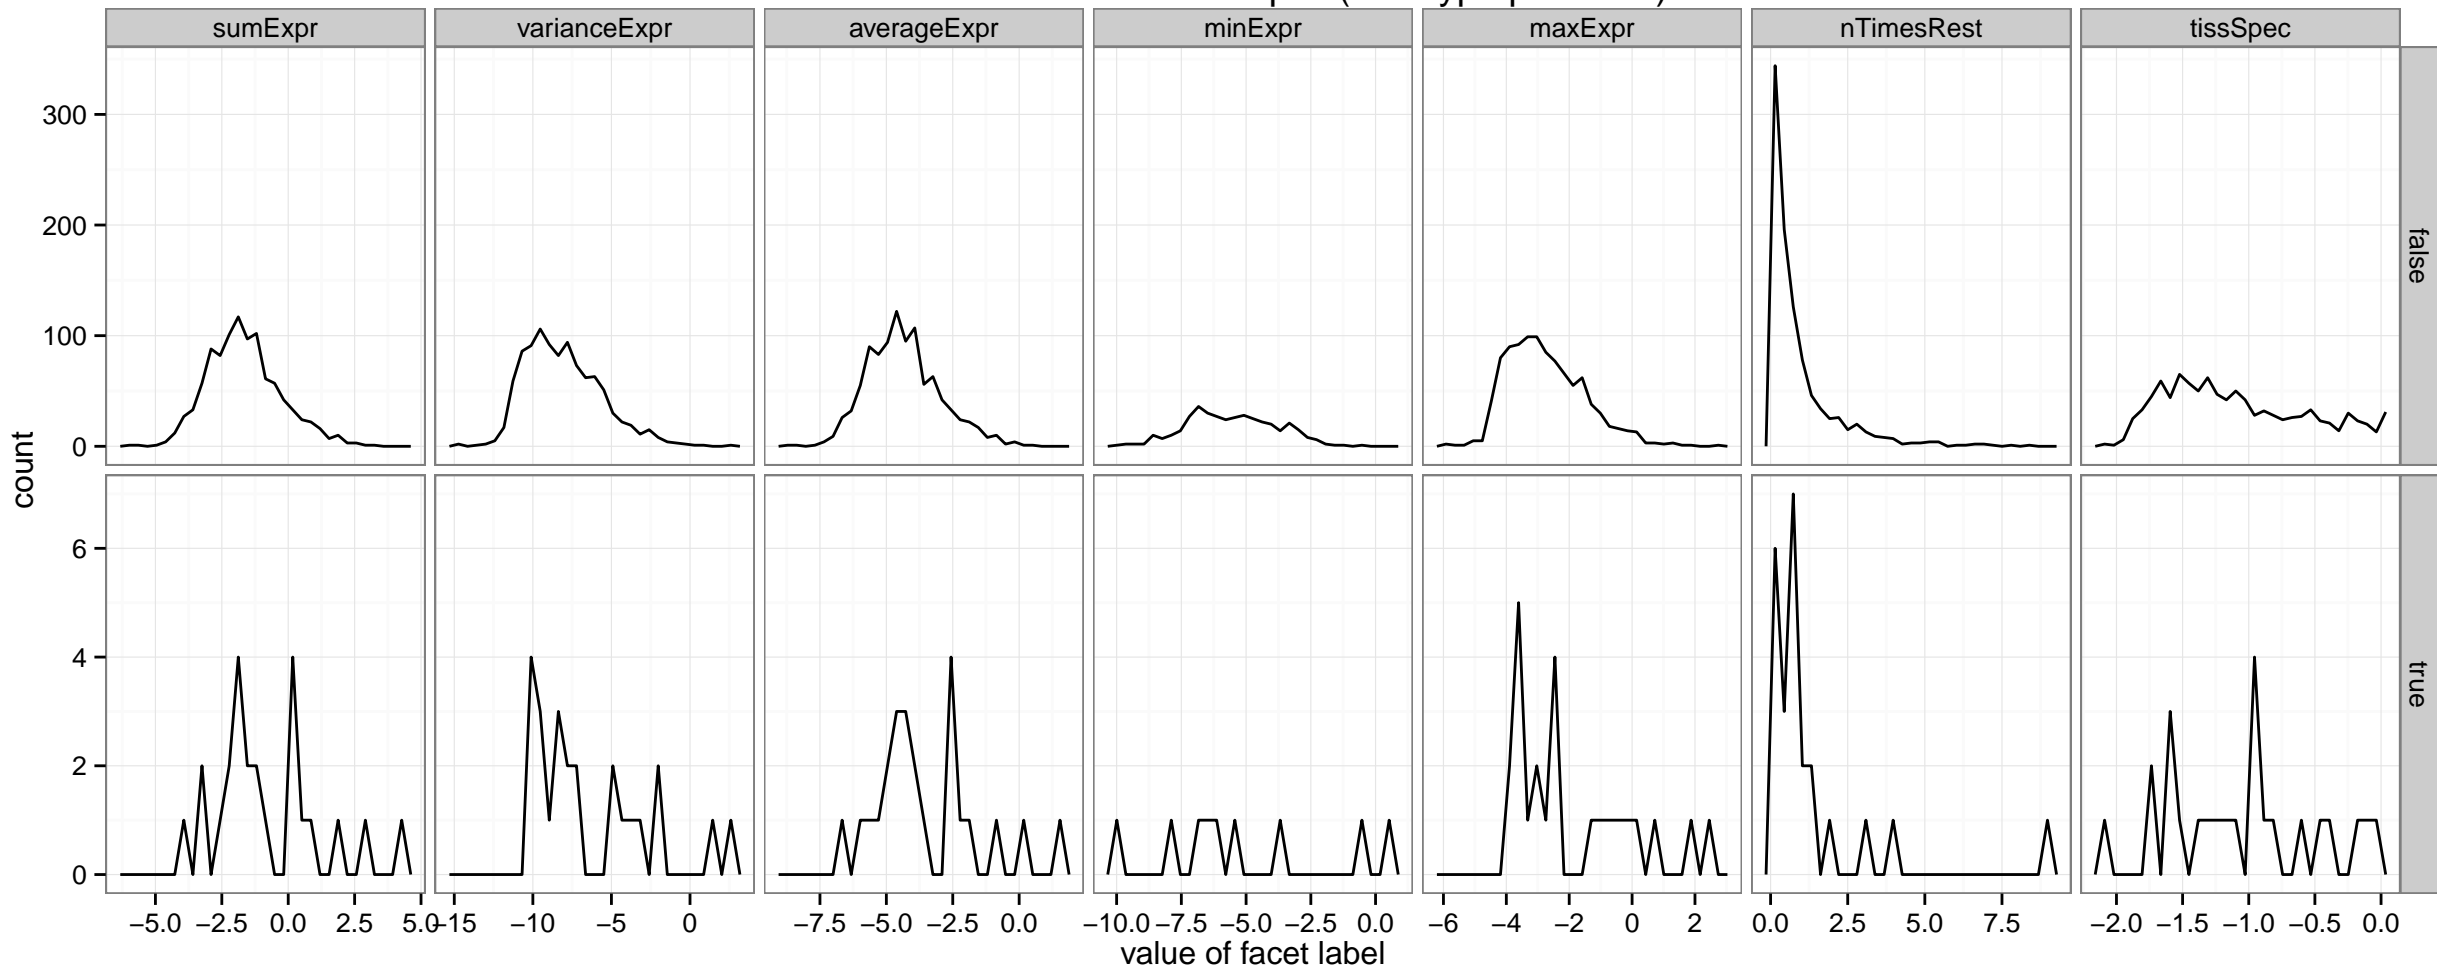 sumExpr varianceExpr averageExpr minExpr maxExpr nTimesRest tissSpec
300
200
100
0
false
6
4
2
0
true
count
−5.0 −2.5 0.0 2.5 5.0 −15 −10 −5 0 −7.5 −5.0 −2.5 0.0 −10.0 −7.5 −5.0 −2.5 0.0 −6 −4 −2 0 2 0.0 2.5 5.0 7.5 −2.0 −1.5 −1.0 −0.5 0.0
value of facet label